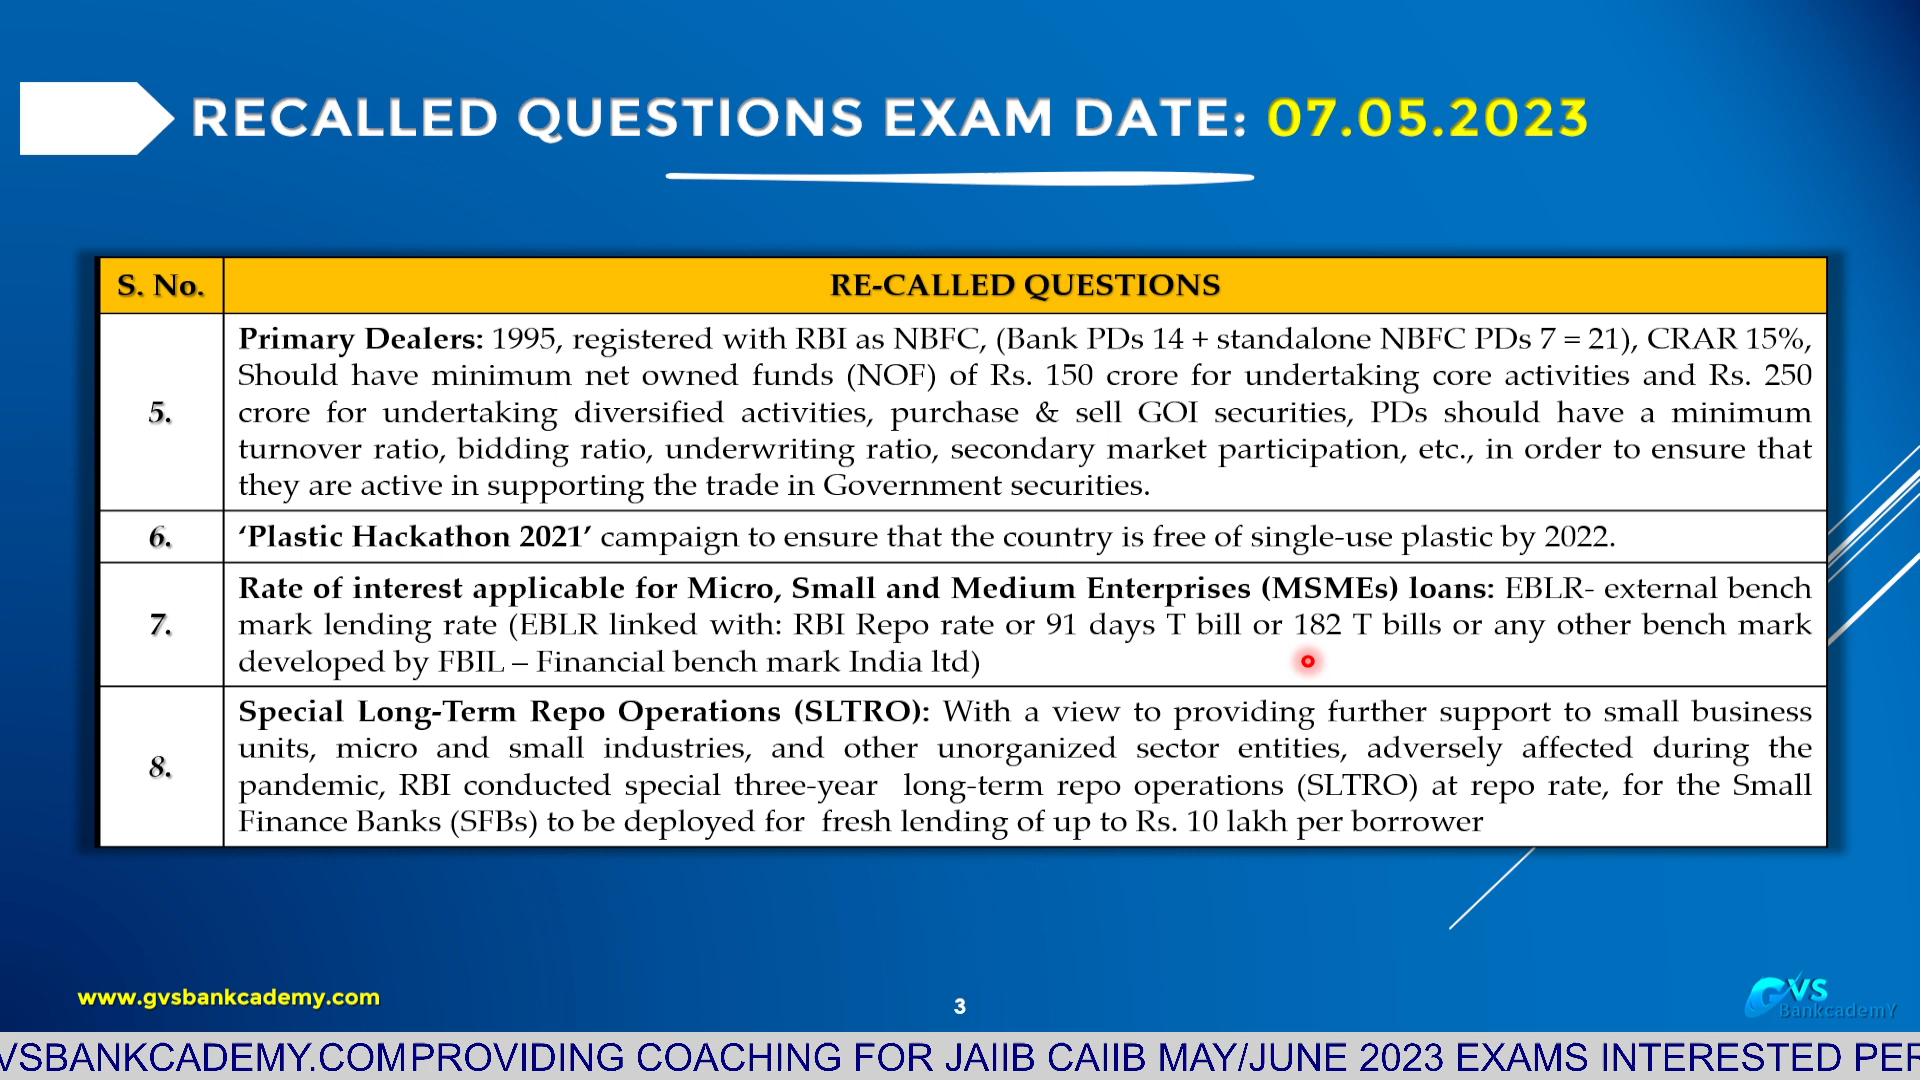 RECALLED QUESTIONS EXAM DATE: 07.05.2023
S. No. RE-CALLED QUESTIONS
5. Primary Dealers: 1995, registered with RBI as NBFC, (Bank PDs 14 + standalone NBFC PDs 7 = 21), CRAR 15%,
Should have minimum net owned funds (NOF) of Rs. 150 crore for undertaking core activities and Rs. 250
crore for undertaking diversified activities, purchase & sell GOI securities, PDs should have a minimum
turnover ratio, bidding ratio, underwriting ratio, secondary market participation, etc., in order to ensure that
they are active in supporting the trade in Government securities.
6. ‘Plastic Hackathon 2021’ campaign to ensure that the country is free of single-use plastic by 2022.
7. Rate of interest applicable for Micro, Small and Medium Enterprises (MSMEs) loans: EBLR- external bench
mark lending rate (EBLR linked with: RBI Repo rate or 91 days T bill or 182 T bills or any other bench mark
developed by FBIL – Financial bench mark India ltd)
8. Special Long-Term Repo Operations (SLTRO): With a view to providing further support to small business
units, micro and small industries, and other unorganized sector entities, adversely affected during the
pandemic, RBI conducted special three-year long-term repo operations (SLTRO) at repo rate, for the Small
Finance Banks (SFBs) to be deployed for fresh lending of up to Rs. 10 lakh per borrower
www.gvsbankcademy.com
3
GVS
BankcademY
VSBANKCADEMY.COMPROVIDING COACHING FOR JAIIB CAIIB MAY/JUNE 2023 EXAMS INTERESTED PER